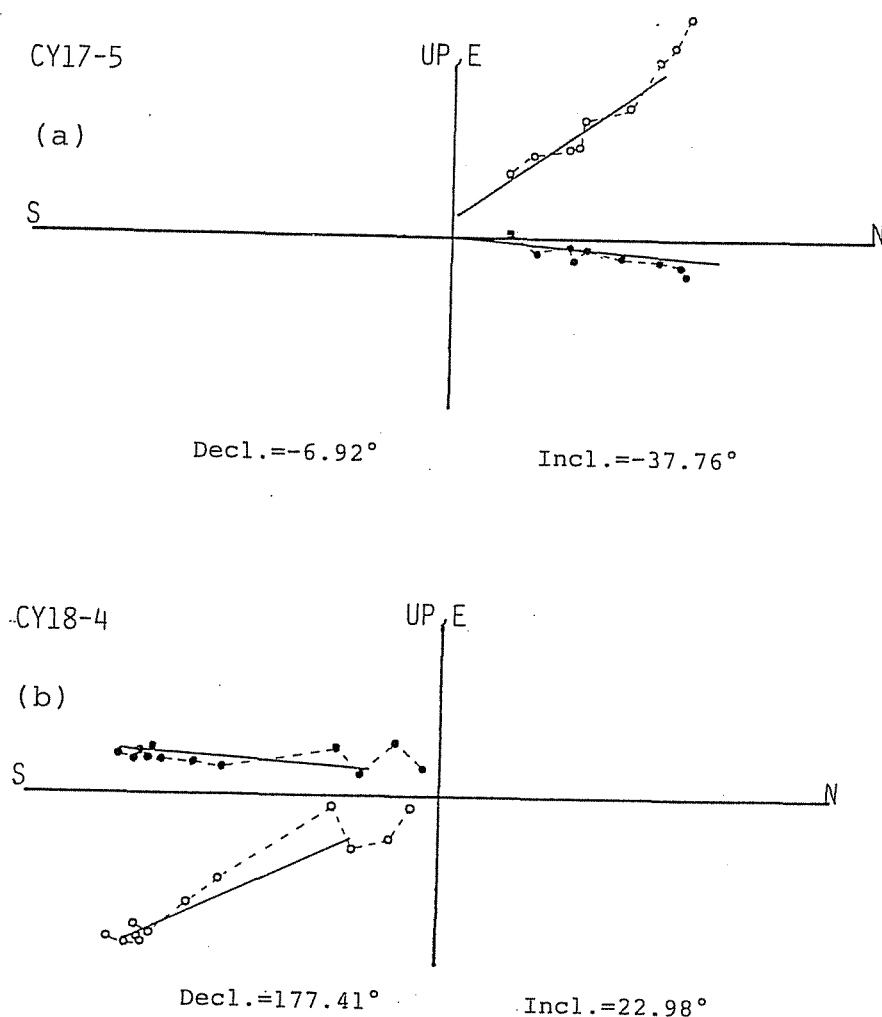 CY17-5 UP,E
(a)
S N
Decl.=-6.92° Incl.=-37.76°
CY18-4 UP,E
(b)
S N
Decl.=177.41° Incl.=22.98°